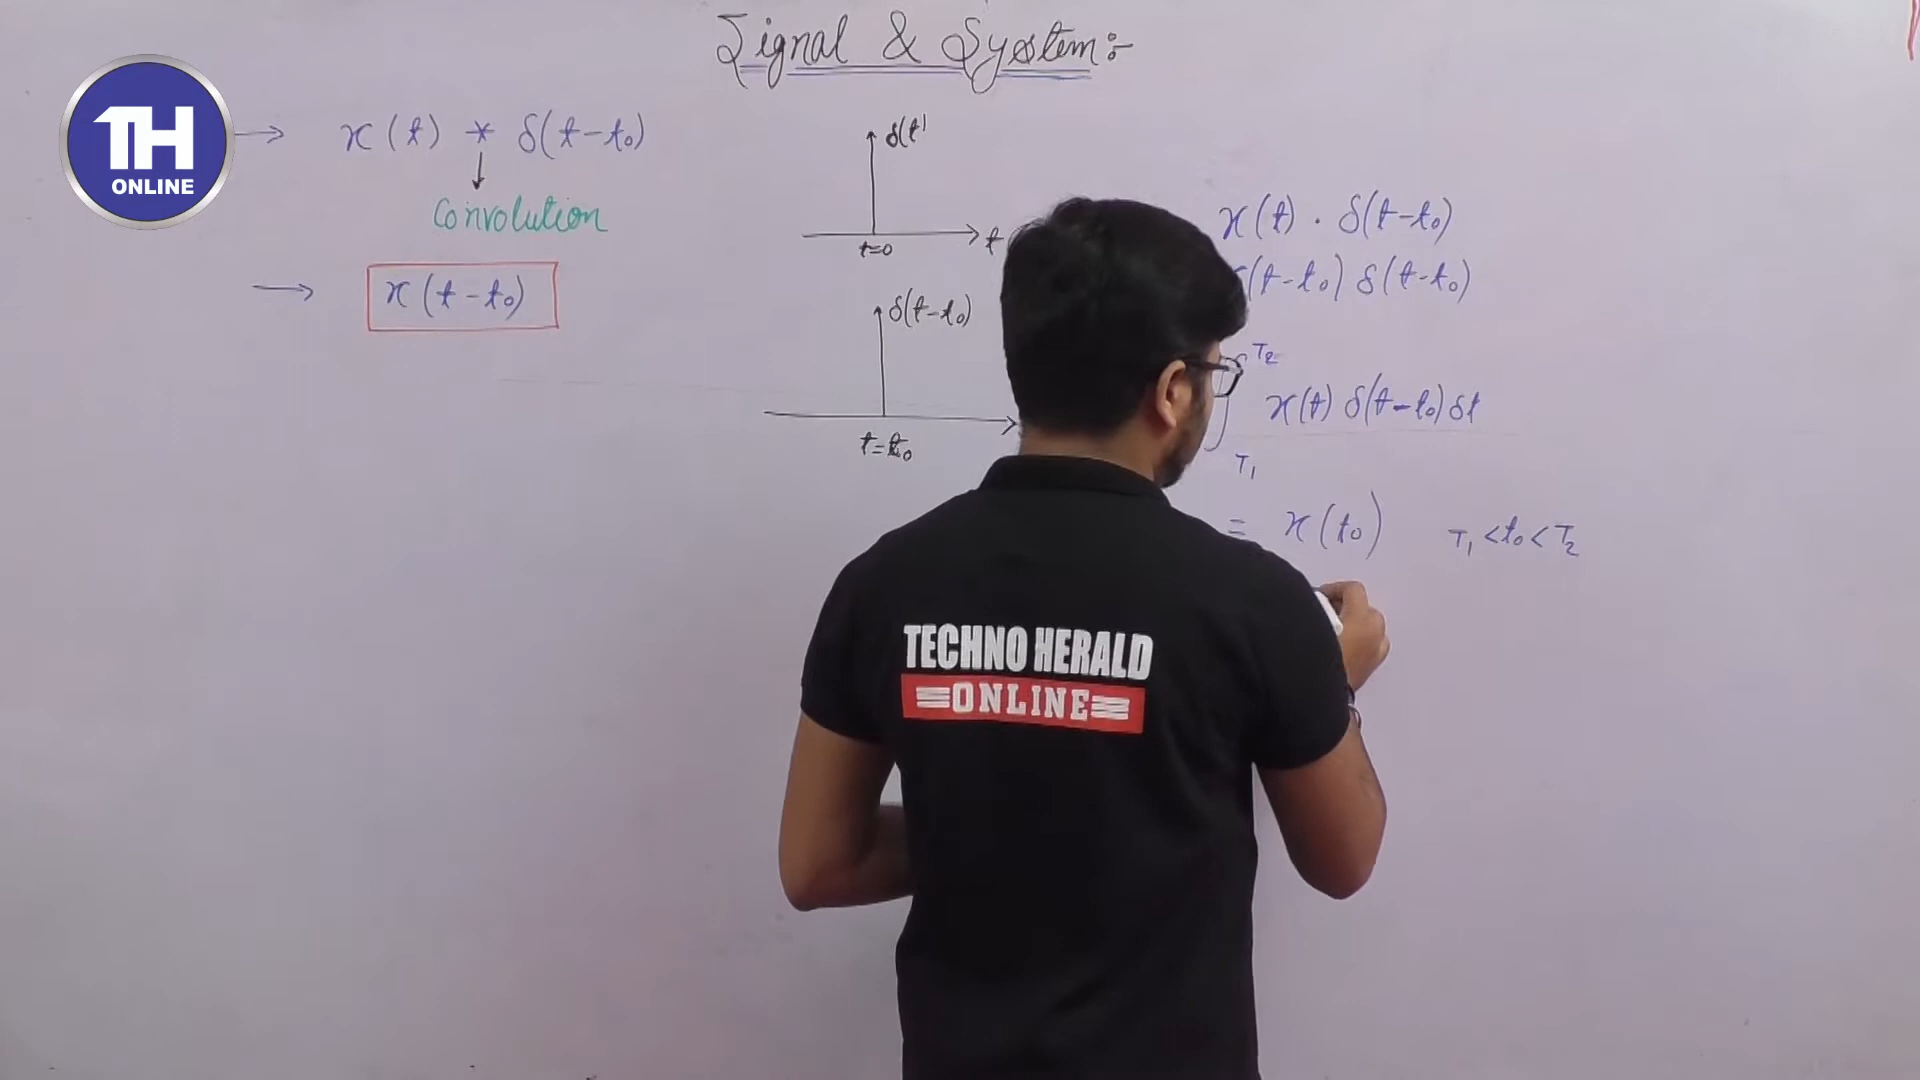 Signal & System:-
TH
ONLINE
→ x(t) * δ(t-t₀)
↓
Convolution
→ x(t-t₀)
δ(t)
t=0
t
δ(t-t₀)
t=t₀
x(t) · δ(t-t₀)
(t-t₀) δ(t-t₀)
∫ T₂
x(t) δ(t-t₀) δt
T₁
= x(t₀) T₁ < t₀ < T₂
TECHNO HERALD
ONLINE